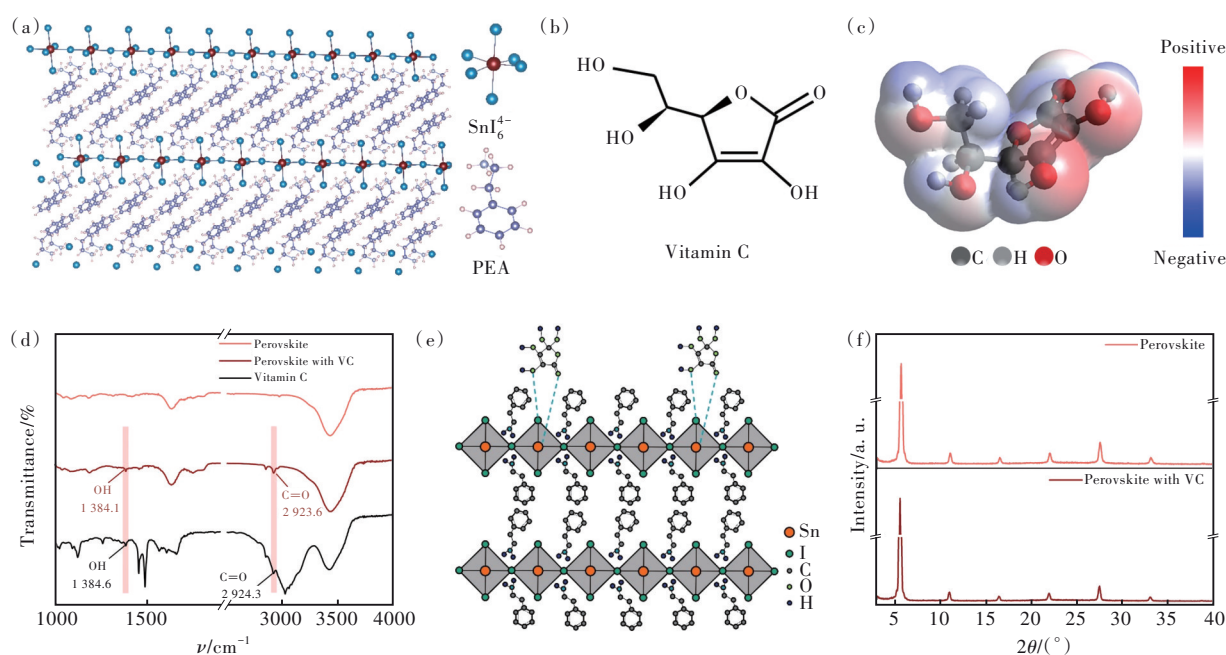 (a)
SnI₆⁴⁻
PEA
(b)
HO
HO
O
O
HO
OH
Vitamin C
(c)
Positive
Negative
C H O
(d)
Perovskite
Perovskite with VC
Vitamin C
OH
1 384.1
C=O
2 923.6
OH
1 384.6
C=O
2 924.3
Transmittance/%
1000 1500 3000 3500 4000
ν/cm⁻¹
(e)
Sn
I
C
O
H
(f)
Perovskite
Perovskite with VC
Intensity/a. u.
5 10 15 20 25 30 35 40
2θ/(°)